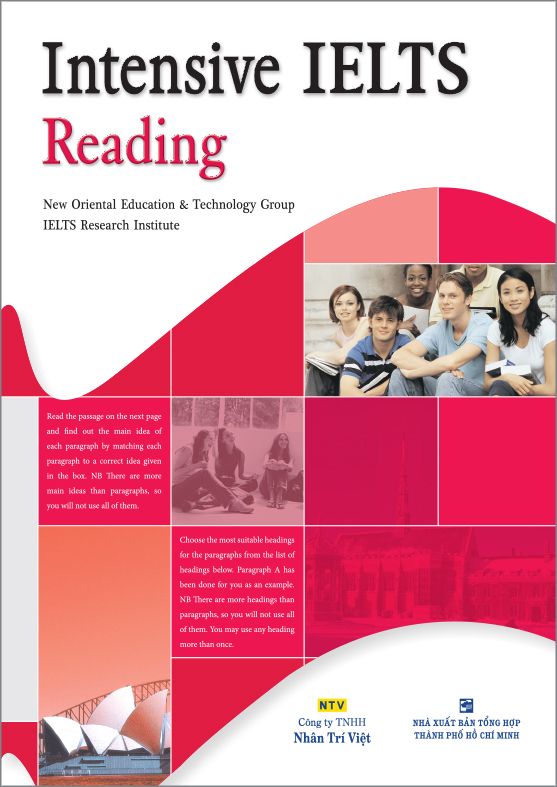 Intensive IELTS
Reading
New Oriental Education & Technology Group
IELTS Research Institute
Read the passage on the next page
and find out the main idea of
each paragraph by matching each
paragraph to a correct idea given
in the box. NB There are more
main ideas than paragraphs, so
you will not use all of them.
Choose the most suitable headings
for the paragraphs from the list of
headings below. Paragraph A has
been done for you as an example.
NB There are more headings than
paragraphs, so you will not use all
of them. You may use any heading
more than once.
NTV
Công ty TNHH
Nhân Trí Việt
NHÀ XUẤT BẢN TỔNG HỢP
THÀNH PHỐ HỒ CHÍ MINH